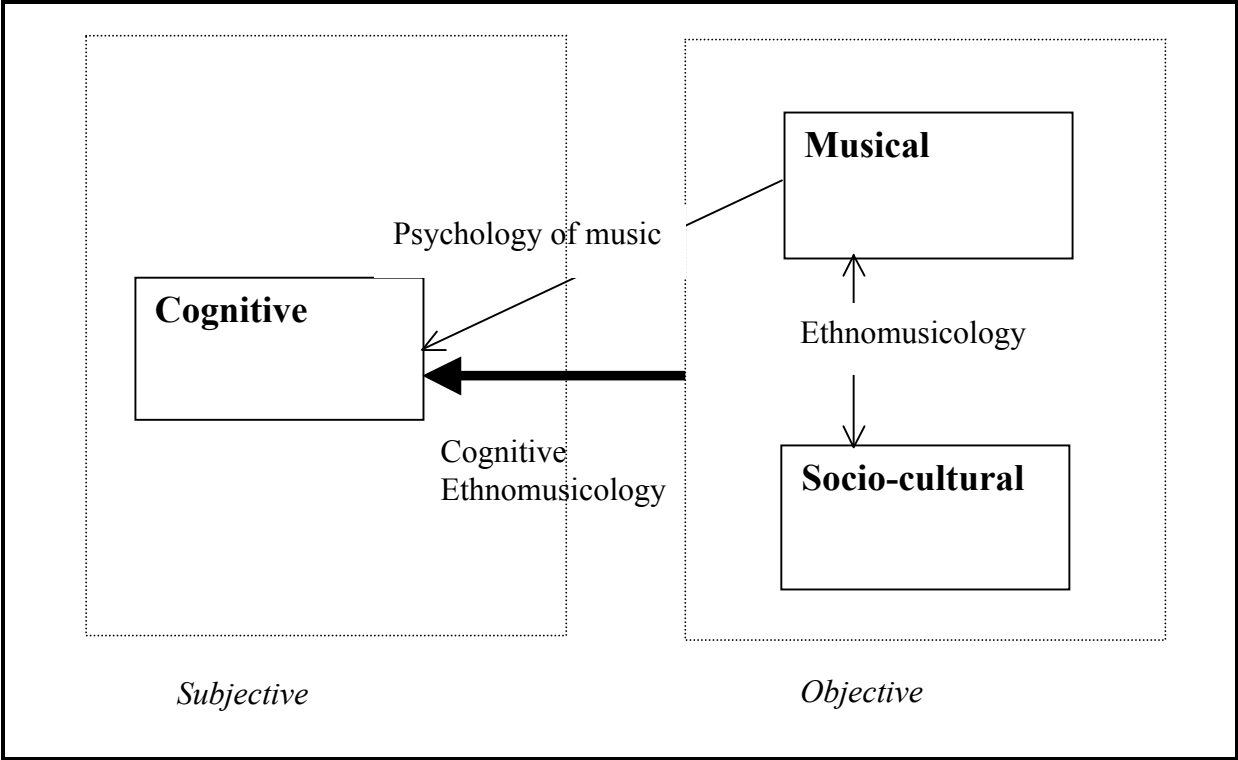 Musical
Psychology of music
Cognitive
Ethnomusicology
Cognitive
Ethnomusicology
Socio-cultural
Subjective
Objective